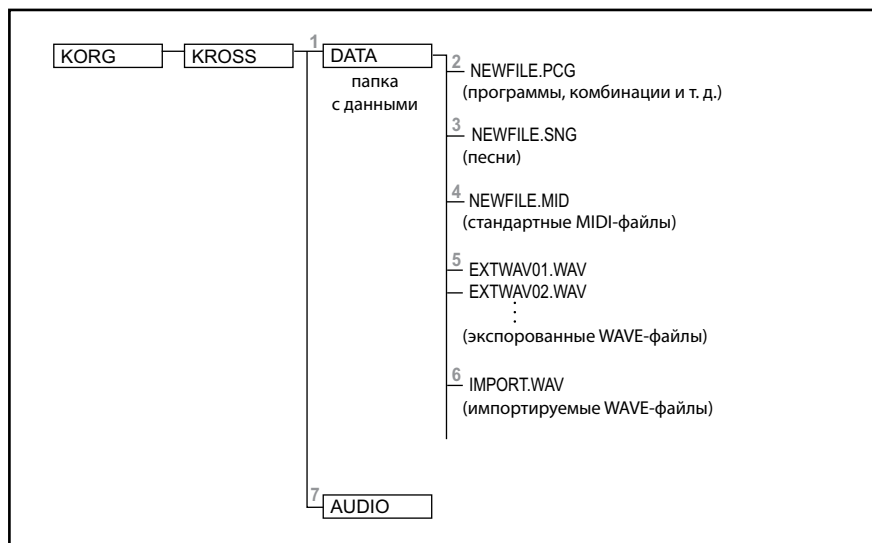 KORG KROSS 1 DATA
папка
с данными
2 NEWFILE.PCG
(программы, комбинации и т. д.)
3 NEWFILE.SNG
(песни)
4 NEWFILE.MID
(стандартные MIDI-файлы)
5 EXTWAV01.WAV
EXTWAV02.WAV
(экспорованные WAVE-файлы)
6 IMPORT.WAV
(импортируемые WAVE-файлы)
7 AUDIO